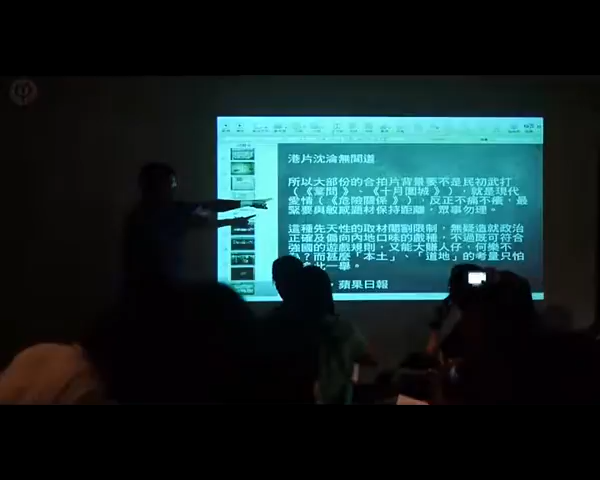 港片沈淪無間道
所以大部份的合拍片背景要不是民初武打
(《葉問》、《十月圍城》),就是現代
愛情(《危險關係》),反正不痛不癢,最
緊要與敏感題材保持距離,眾事勿理。
這種先天性的取材閹割限制,無疑造就政治
正確及偏向內地口味的戲種,不過既可符合
強國的遊戲規則,又能大賺人仔,何樂不
?而甚麼「本土」、「道地」的考量只怕
此一舉。
,蘋果日報